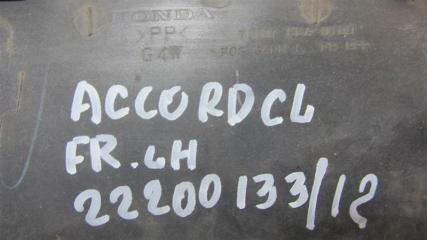 HONDA
>PP<
G4W
ACCORD CL
FR. LH
22200133/12